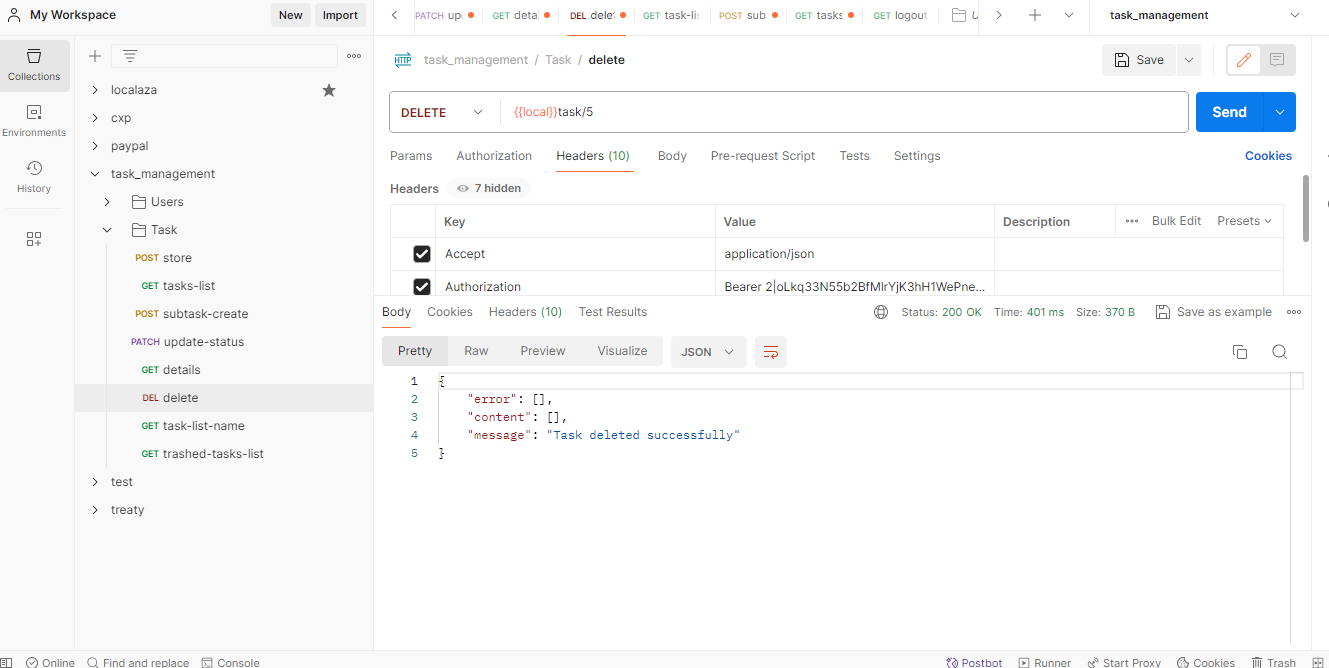 My Workspace
New
Import
PATCH up
GET deta
DEL dele
GET task-lis
POST sub
GET tasks
GET logout
task_management
Collections
Environments
History
localaza
cxp
paypal
task_management
Users
Task
POST store
GET tasks-list
POST subtask-create
PATCH update-status
GET details
DEL delete
GET task-list-name
GET trashed-tasks-list
test
treaty
HTTP task_management / Task / delete
Save
DELETE {{local}}task/5
Send
Params Authorization Headers (10) Body Pre-request Script Tests Settings Cookies
Headers 7 hidden
Key Value Description Bulk Edit Presets
Accept application/json
Authorization Bearer 2|oLkq33N55b2BfMlrYjK3hH1WePne...
Body Cookies Headers (10) Test Results Status: 200 OK Time: 401 ms Size: 370 B Save as example
Pretty Raw Preview Visualize JSON
1 {
2 "error": [],
3 "content": [],
4 "message": "Task deleted successfully"
5 }
Online Find and replace Console Postbot Runner Start Proxy Cookies Trash